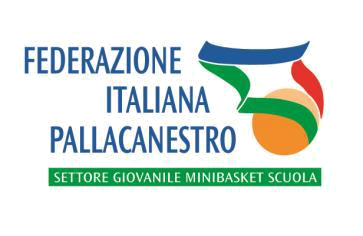 FEDERAZIONE
ITALIANA
PALLACANESTRO
SETTORE GIOVANILE MINIBASKET SCUOLA